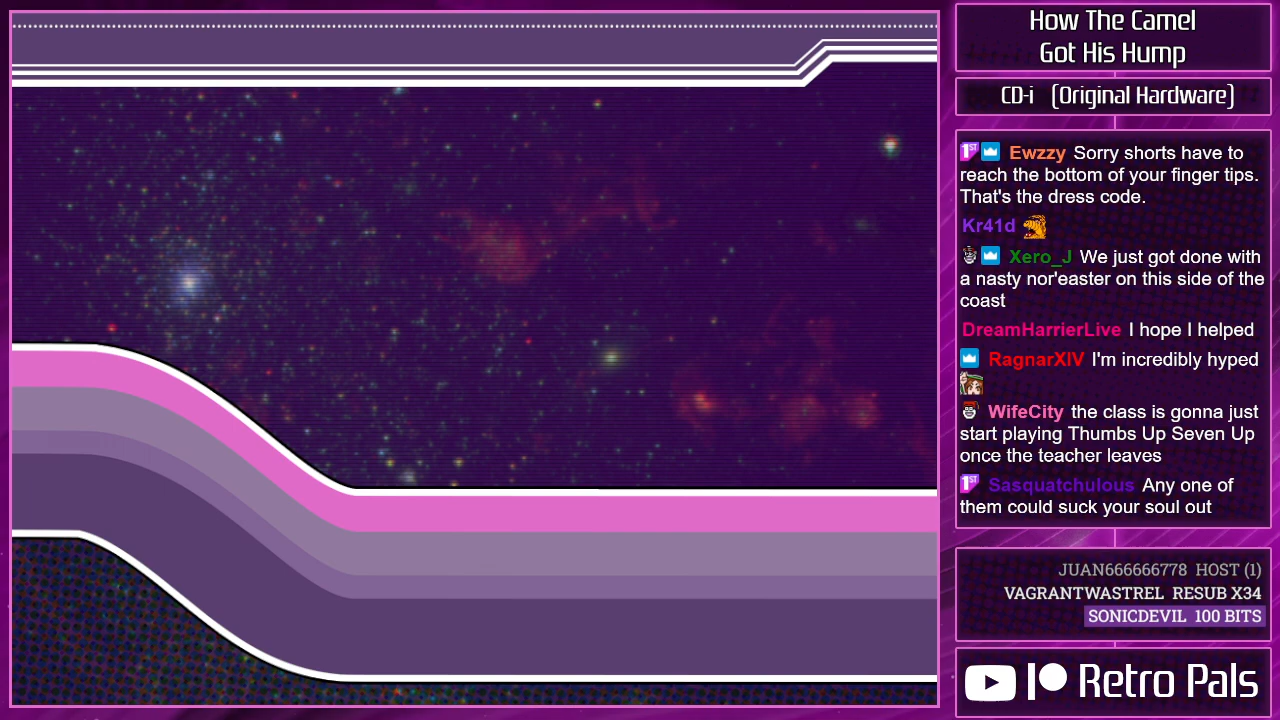 How The Camel
Got His Hump
CD-i (Original Hardware)
Ewzzy Sorry shorts have to
reach the bottom of your finger tips.
That's the dress code.
Kr41d
Xero_J We just got done with
a nasty nor'easter on this side of the
coast
DreamHarrierLive I hope I helped
RagnarXIV I'm incredibly hyped
WifeCity the class is gonna just
start playing Thumbs Up Seven Up
once the teacher leaves
Sasquatchulous Any one of
them could suck your soul out
JUAN666666778 HOST (1)
VAGRANTWASTREL RESUB X34
SONICDEVIL 100 BITS
Retro Pals